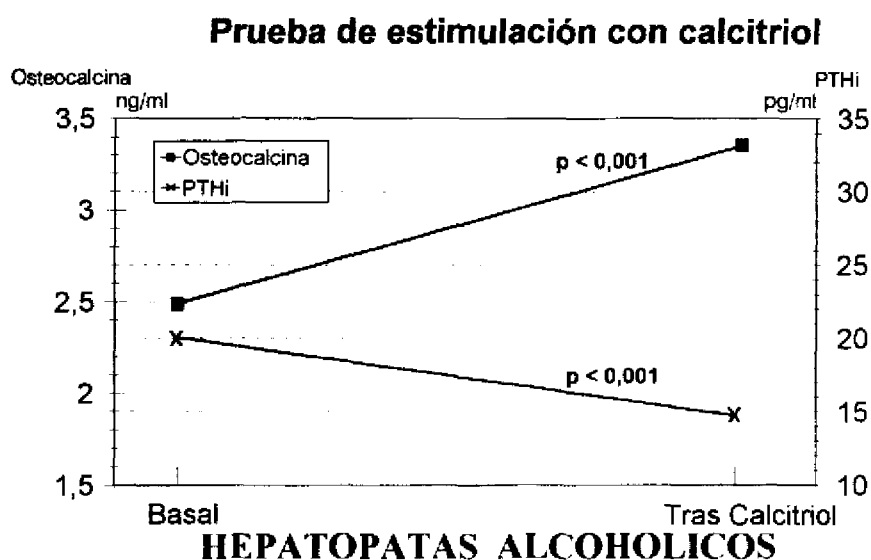 Prueba de estimulación con calcitriol
Osteocalcina
ng/ml
PTHi
pg/ml
3,5
3
2,5
2
1,5
35
30
25
20
15
10
Osteocalcina
PTHi
p < 0,001
p < 0,001
Basal
Tras Calcitriol
HEPATOPATAS ALCOHOLICOS